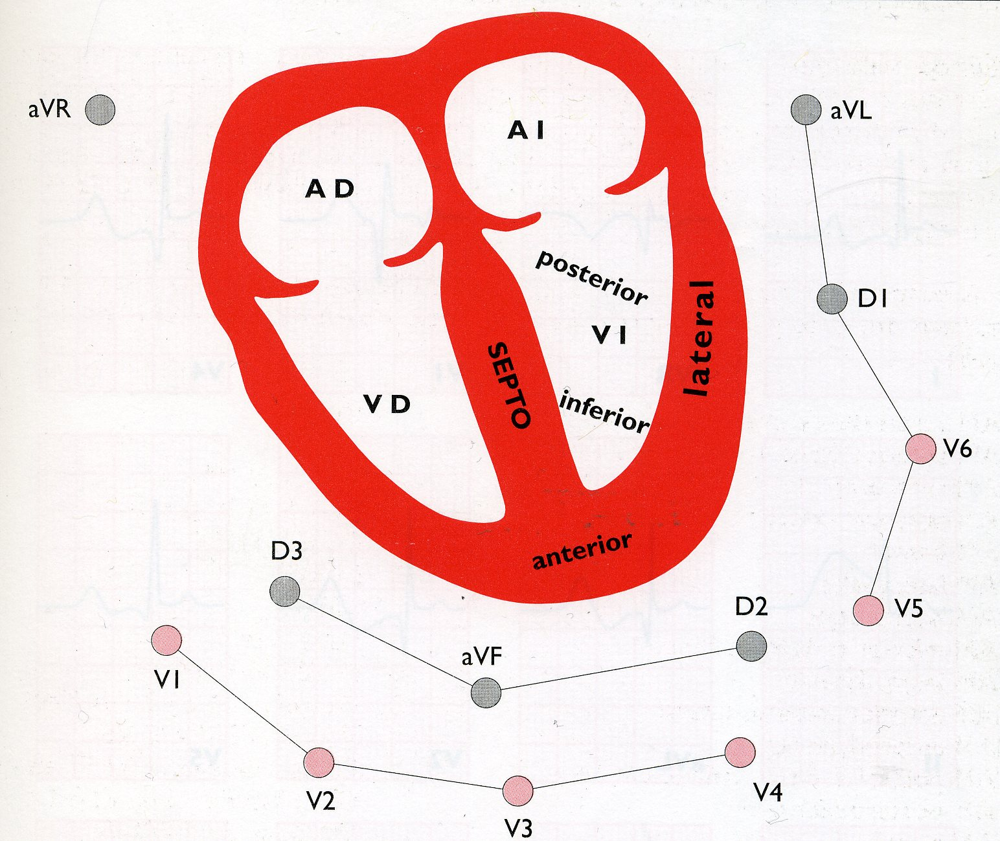 aVR
aVL
A I
A D
posterior
lateral
D1
V I
SEPTO
V D
inferior
V6
anterior
D3
D2
V5
aVF
V1
V4
V2
V3